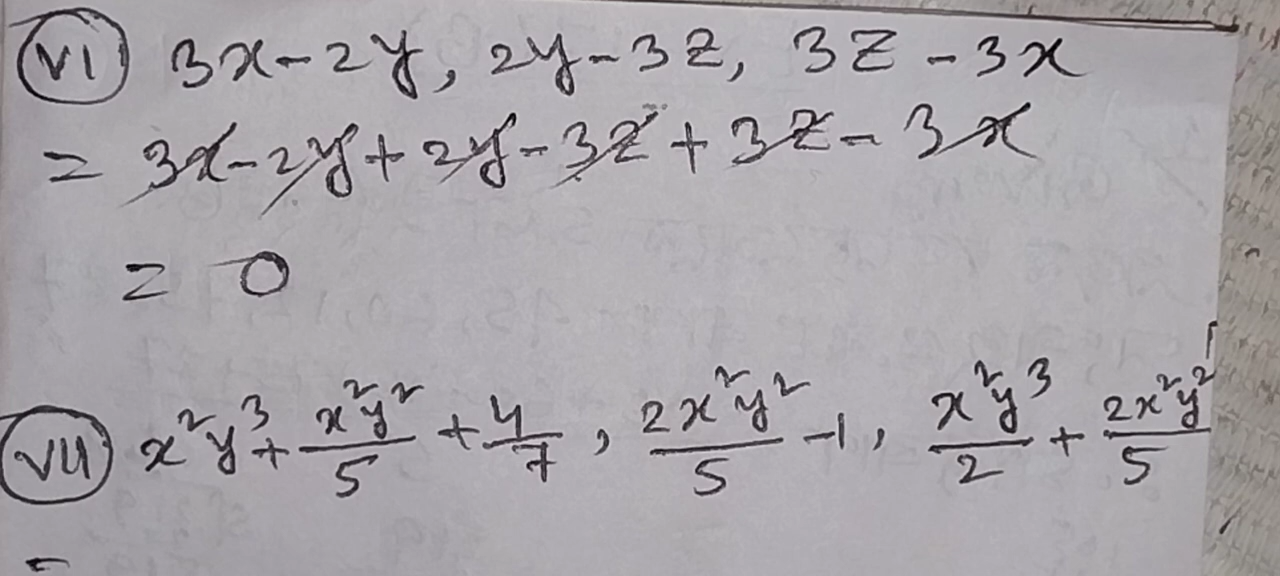 (VI) 3x - 2y, 2y - 3z, 3z - 3x
= 3x - 2y + 2y - 3z + 3z - 3x
= 0
(VII) x²y³ + x²y²/5 + 4/7, 2x²y²/5 - 1, x²y³/2 + 2x²y²/5
=